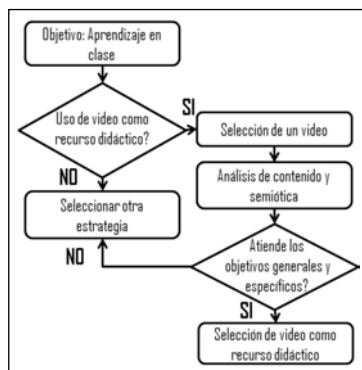 Objetivo: Aprendizaje en
clase
Uso de video como
recurso didáctico?
SI
Selección de un video
NO
Análisis de contenido y
semiótica
Seleccionar otra
estrategia
Atiende los
objetivos generales y
específicos?
NO
SI
Selección de video como
recurso didáctico